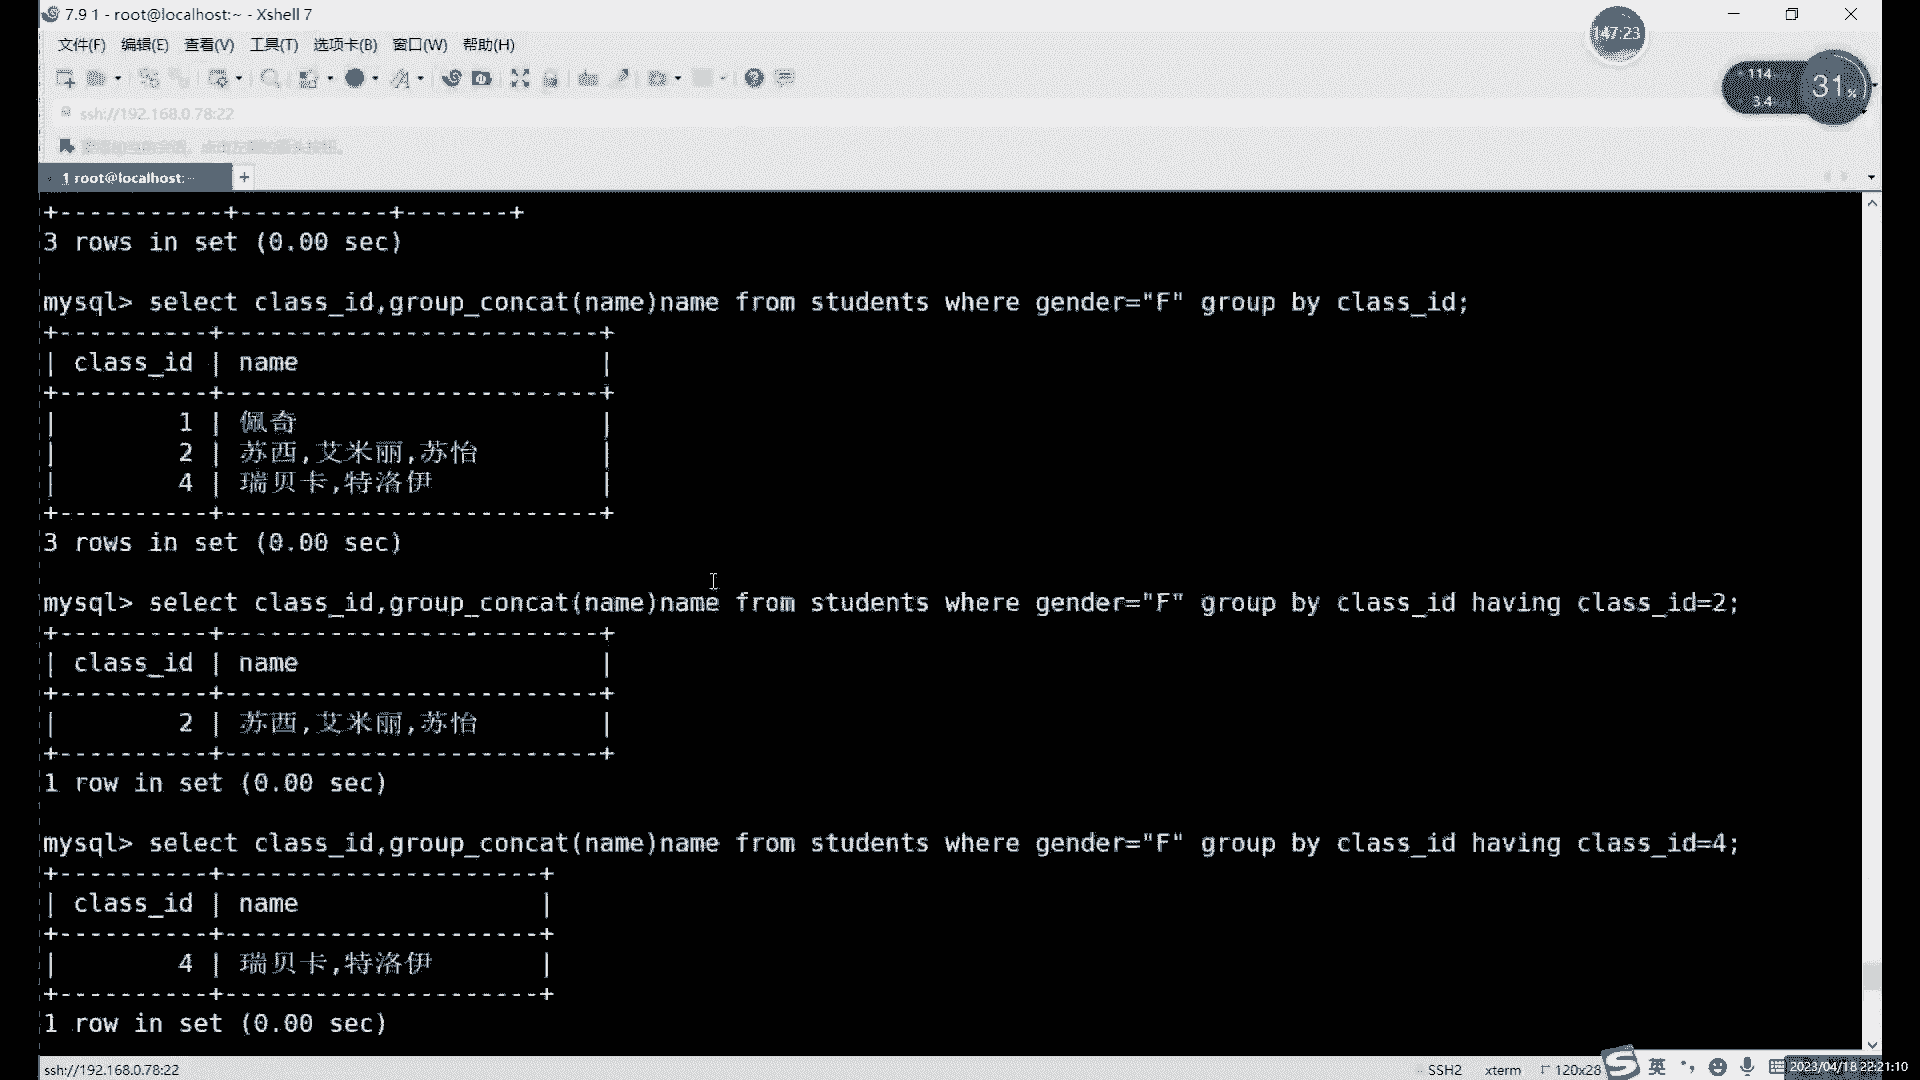 7.9 1 - root@localhost:~ - Xshell 7
147:23
文件(F) 编辑(E) 查看(V) 工具(T) 选项卡(B) 窗口(W) 帮助(H)
114
3.4
31%
ssh://192.168.0.78:22
1 root@localhost:~
+-----------+----------+-------+
3 rows in set (0.00 sec)
mysql> select class_id,group_concat(name)name from students where gender="F" group by class_id;
+----------+-------------------------+
| class_id | name |
+----------+-------------------------+
| 1 | 佩奇 |
| 2 | 苏西,艾米丽,苏怡 |
| 4 | 瑞贝卡,特洛伊 |
+----------+-------------------------+
3 rows in set (0.00 sec)
mysql> select class_id,group_concat(name)name from students where gender="F" group by class_id having class_id=2;
+----------+-------------------------+
| class_id | name |
+----------+-------------------------+
| 2 | 苏西,艾米丽,苏怡 |
+----------+-------------------------+
1 row in set (0.00 sec)
mysql> select class_id,group_concat(name)name from students where gender="F" group by class_id having class_id=4;
+----------+---------------------+
| class_id | name |
+----------+---------------------+
| 4 | 瑞贝卡,特洛伊 |
+----------+---------------------+
1 row in set (0.00 sec)
ssh://192.168.0.78:22 SSH2 xterm 120x28 英 2023/04/18 22:21:10